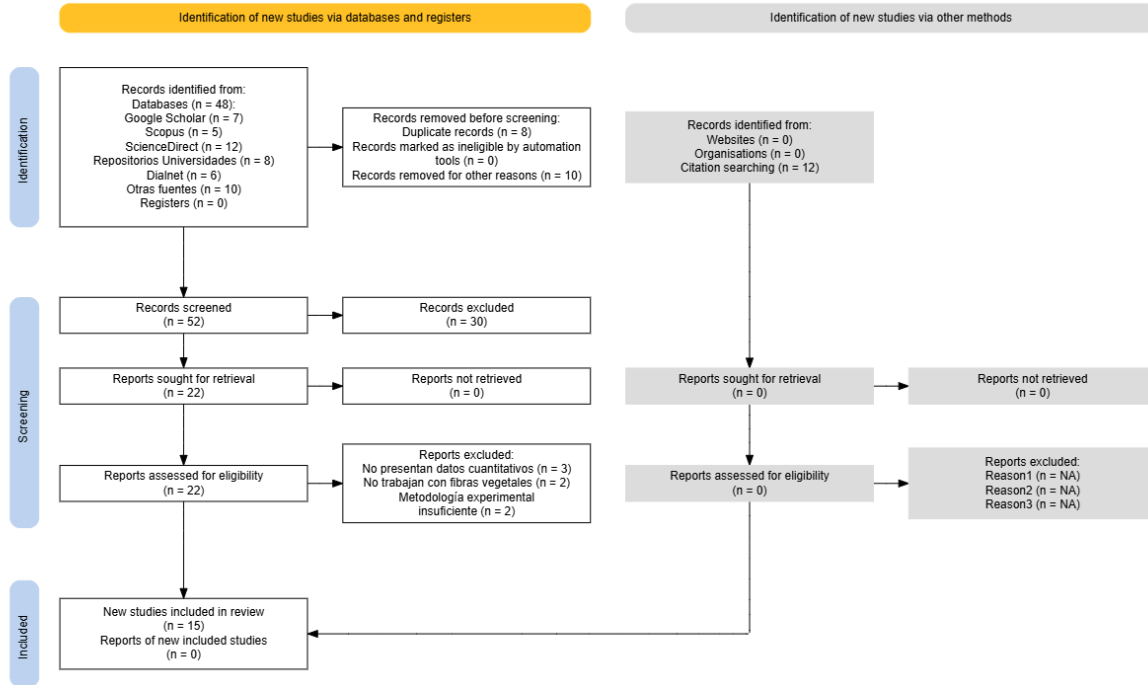 Identification of new studies via databases and registers
Identification of new studies via other methods
Identification
Records identified from:
Databases (n = 48):
Google Scholar (n = 7)
Scopus (n = 5)
ScienceDirect (n = 12)
Repositorios Universidades (n = 8)
Dialnet (n = 6)
Otras fuentes (n = 10)
Registers (n = 0)
Records removed before screening:
Duplicate records (n = 8)
Records marked as ineligible by automation
tools (n = 0)
Records removed for other reasons (n = 10)
Records identified from:
Websites (n = 0)
Organisations (n = 0)
Citation searching (n = 12)
Screening
Records screened
(n = 52)
Records excluded
(n = 30)
Reports sought for retrieval
(n = 22)
Reports not retrieved
(n = 0)
Reports sought for retrieval
(n = 0)
Reports not retrieved
(n = 0)
Reports assessed for eligibility
(n = 22)
Reports excluded:
No presentan datos cuantitativos (n = 3)
No trabajan con fibras vegetales (n = 2)
Metodología experimental
insuficiente (n = 2)
Reports assessed for eligibility
(n = 0)
Reports excluded:
Reason1 (n = NA)
Reason2 (n = NA)
Reason3 (n = NA)
Included
New studies included in review
(n = 15)
Reports of new included studies
(n = 0)